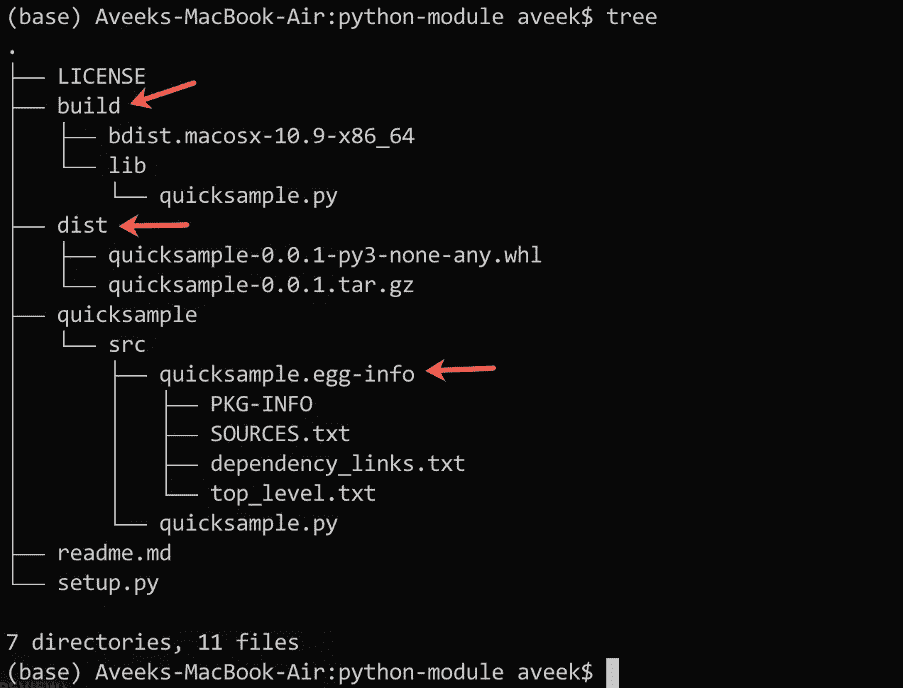 (base) Aveeks-MacBook-Air:python-module aveek$ tree
.
├── LICENSE
├── build
│   ├── bdist.macosx-10.9-x86_64
│   └── lib
│       └── quicksample.py
├── dist
│   ├── quicksample-0.0.1-py3-none-any.whl
│   └── quicksample-0.0.1.tar.gz
├── quicksample
│   └── src
│       ├── quicksample.egg-info
│       │   ├── PKG-INFO
│       │   ├── SOURCES.txt
│       │   ├── dependency_links.txt
│       │   └── top_level.txt
│       └── quicksample.py
├── readme.md
└── setup.py
7 directories, 11 files
(base) Aveeks-MacBook-Air:python-module aveek$